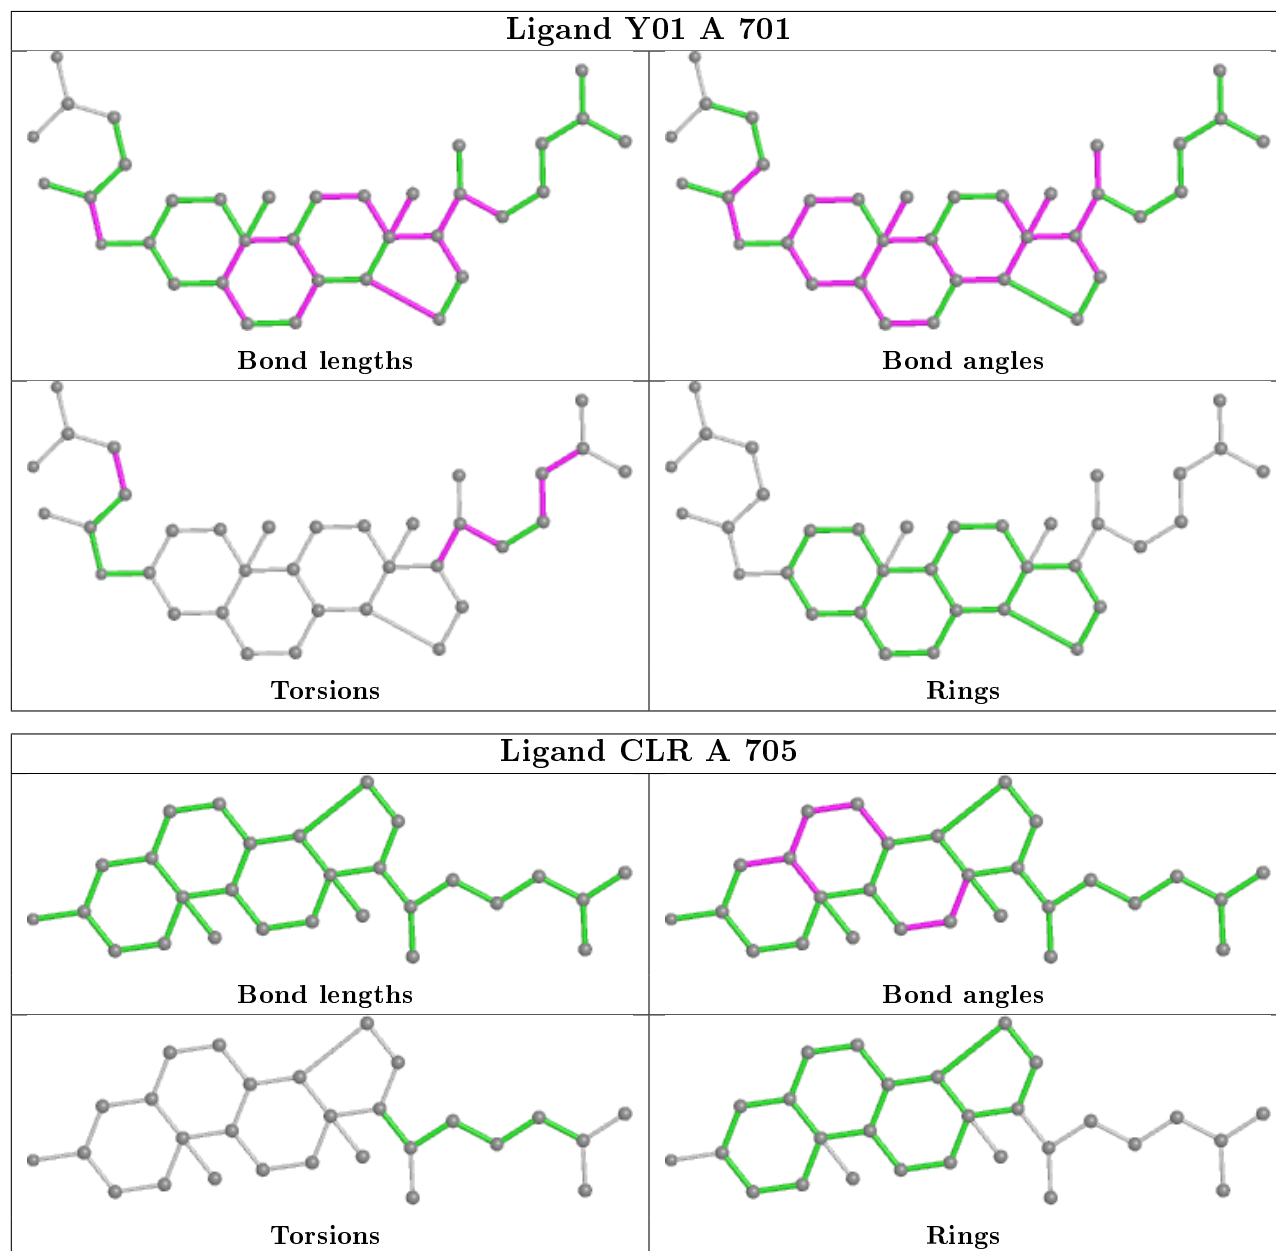 Ligand Y01 A 701
Bond lengths
Bond angles
Torsions
Rings
Ligand CLR A 705
Bond lengths
Bond angles
Torsions
Rings